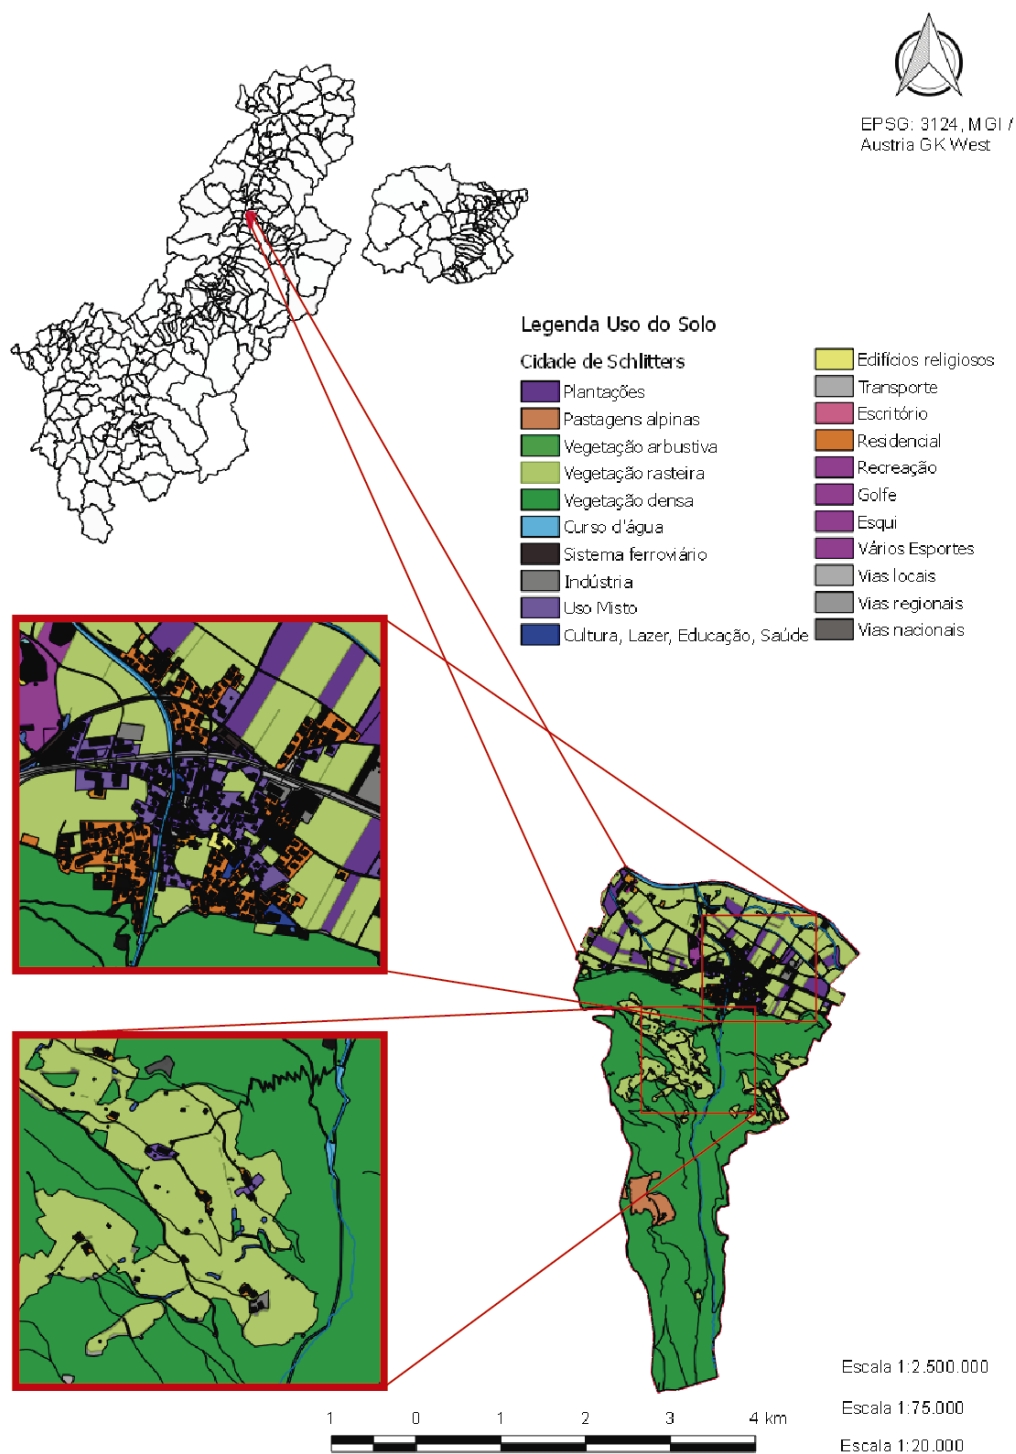 EPSG: 3124, MGI /
Austria GK West
Legenda Uso do Solo
Cidade de Schlitters
Plantações
Pastagens alpinas
Vegetação arbustiva
Vegetação rasteira
Vegetação densa
Curso d'água
Sistema ferroviário
Indústria
Uso Misto
Cultura, Lazer, Educação, Saúde
Edifícios religiosos
Transporte
Escritório
Residencial
Recreação
Golfe
Esqui
Vários Esportes
Vias locais
Vias regionais
Vias nacionais
Escala 1:2.500.000
Escala 1:75.000
Escala 1:20.000
1 0 1 2 3 4 km